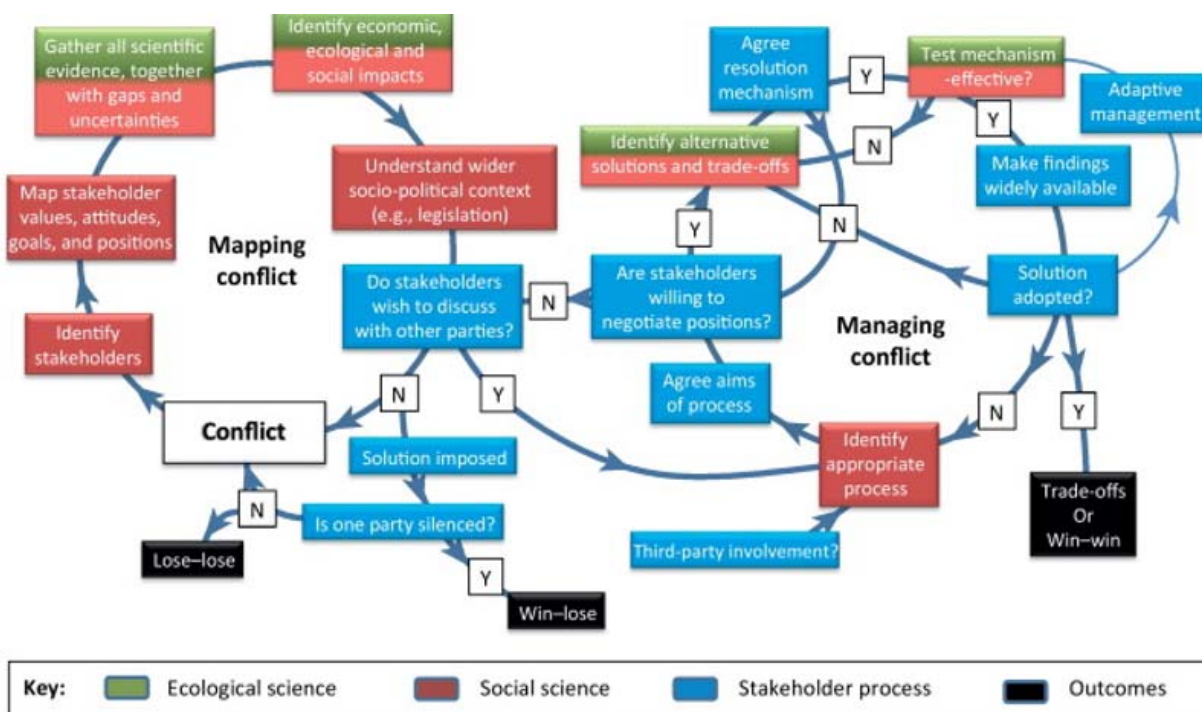 Gather all scientific
evidence, together
with gaps and
uncertainties
Identify economic,
ecological and
social impacts
Map stakeholder
values, attitudes,
goals, and positions
Understand wider
socio-political context
(e.g., legislation)
Mapping
conflict
Identify
stakeholders
Do stakeholders
wish to discuss
with other parties?
N
Y
Conflict
Solution imposed
Is one party silenced?
N
Lose–lose
Y
Win–lose
Agree
resolution
mechanism
Y
Test mechanism
-effective?
Adaptive
management
Identify alternative
solutions and trade-offs
N
Y
Make findings
widely available
Y
N
Are stakeholders
willing to
negotiate positions?
N
Solution
adopted?
Managing
conflict
Agree aims
of process
Identify
appropriate
process
N
Y
Third-party involvement?
Trade-offs
Or
Win–win
Key:
Ecological science
Social science
Stakeholder process
Outcomes